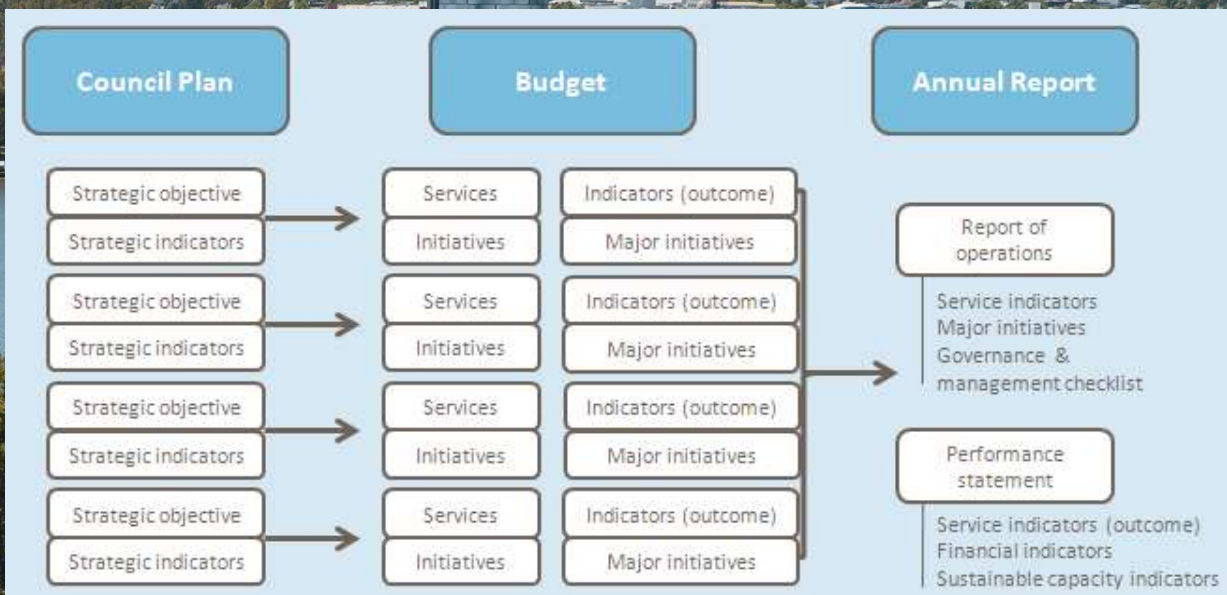 Council Plan
Budget
Annual Report
Strategic objective
Strategic indicators
Strategic objective
Strategic indicators
Strategic objective
Strategic indicators
Strategic objective
Strategic indicators
Services
Initiatives
Services
Initiatives
Services
Initiatives
Services
Initiatives
Indicators (outcome)
Major initiatives
Indicators (outcome)
Major initiatives
Indicators (outcome)
Major initiatives
Indicators (outcome)
Major initiatives
Report of
operations
Service indicators
Major initiatives
Governance &
management checklist
Performance
statement
Service indicators (outcome)
Financial indicators
Sustainable capacity indicators